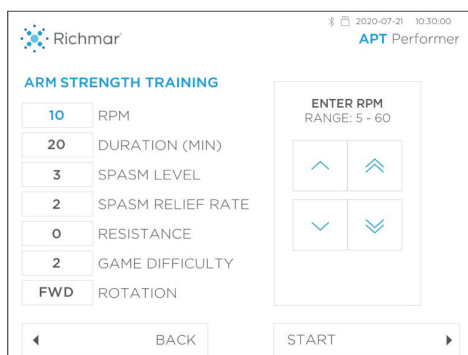 2020-07-21 10:30:00
Richmar
APT Performer
ARM STRENGTH TRAINING
10 RPM
20 DURATION (MIN)
3 SPASM LEVEL
2 SPASM RELIEF RATE
0 RESISTANCE
2 GAME DIFFICULTY
FWD ROTATION
ENTER RPM
RANGE: 5 - 60
BACK
START